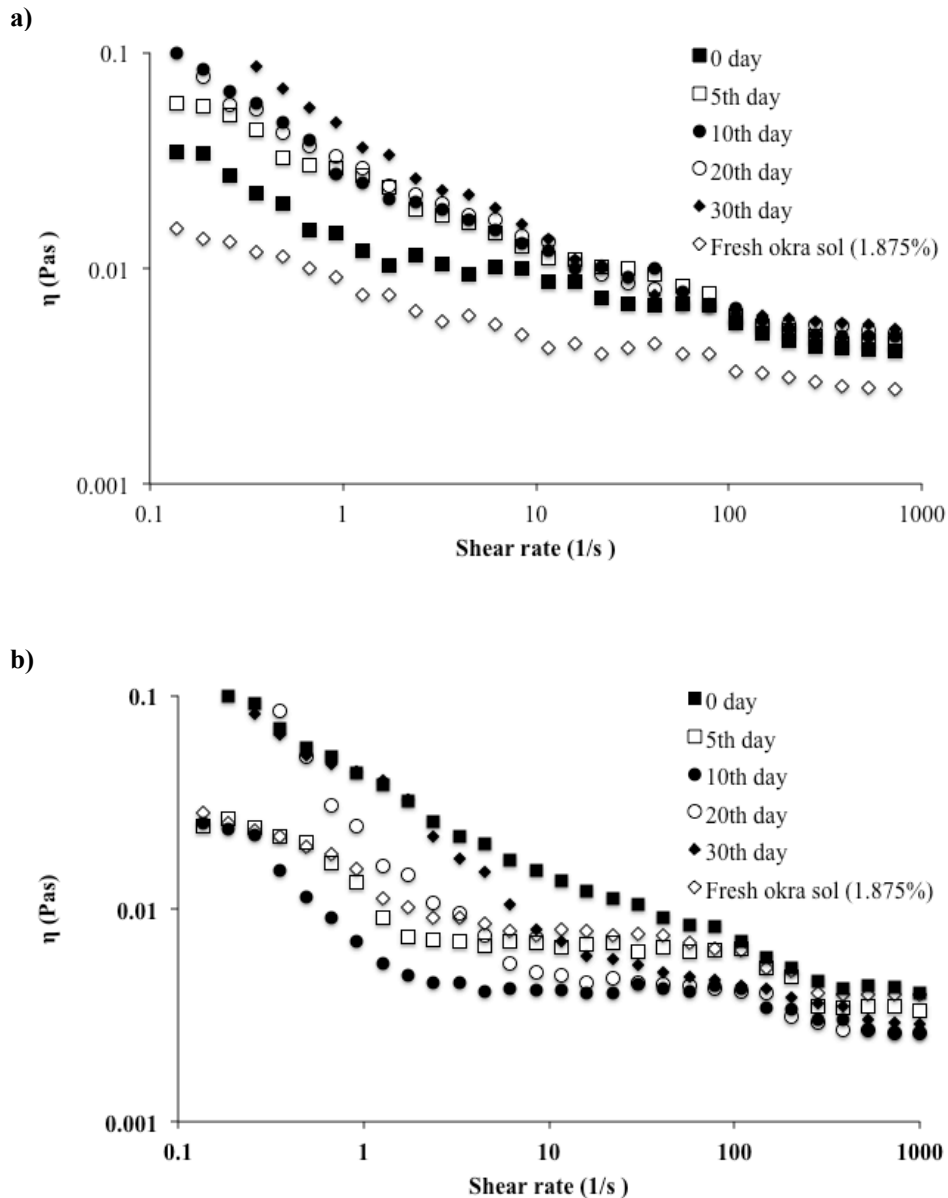 a)
0.1
0.01
0.001
η (Pas)
0.1 1 10 100 1000
Shear rate (1/s )
0 day
5th day
10th day
20th day
30th day
Fresh okra sol (1.875%)
b)
0.1
0.01
0.001
η (Pas)
0.1 1 10 100 1000
Shear rate (1/s )
0 day
5th day
10th day
20th day
30th day
Fresh okra sol (1.875%)